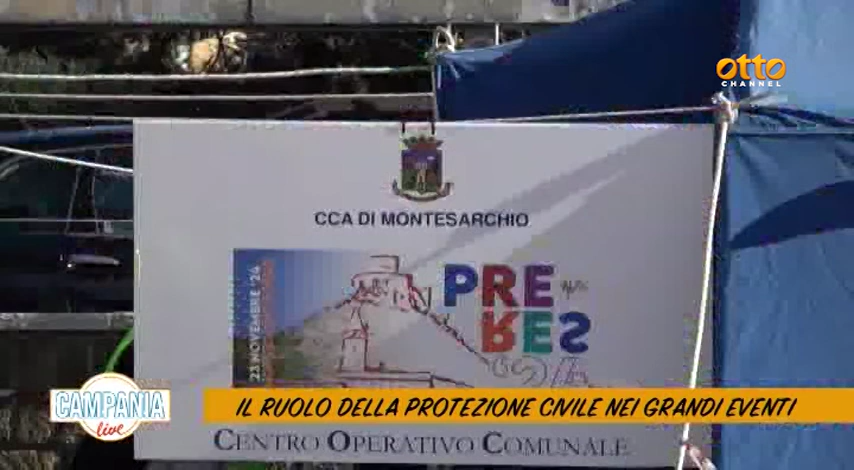 otto
CHANNEL
CCA DI MONTESARCHIO
23 NOVEMBRE '24
PRE
RES
CAMPANIA
live
IL RUOLO DELLA PROTEZIONE CIVILE NEI GRANDI EVENTI
CENTRO OPERATIVO COMUNALE